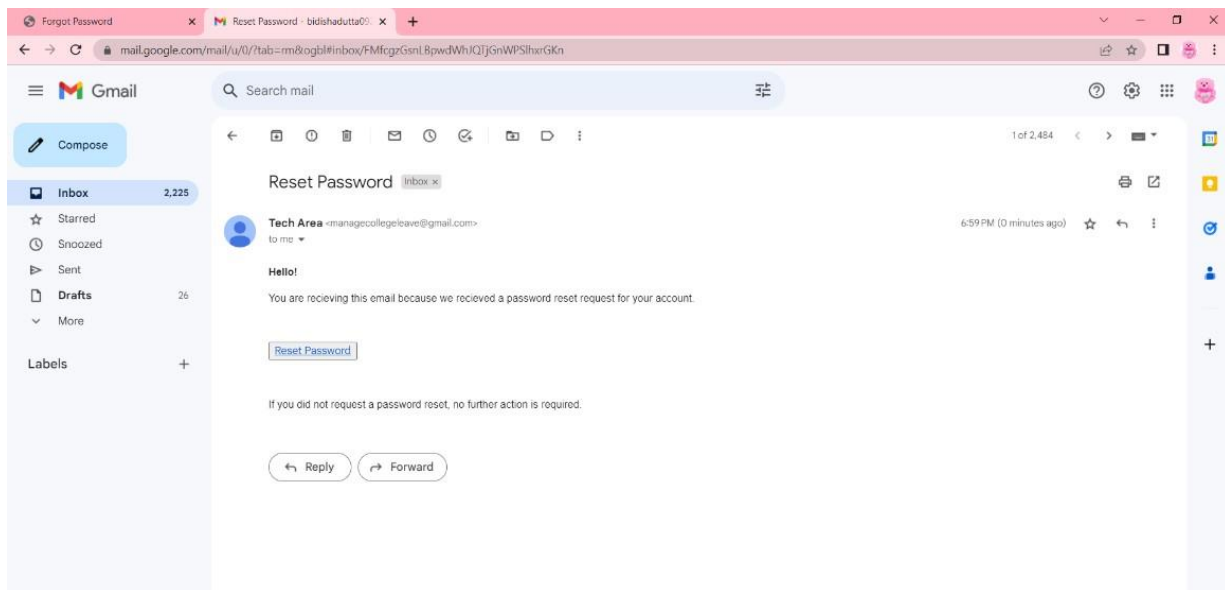 Forgot Password
Reset Password - bidishadutta09
mail.google.com/mail/u/0/?tab=rm&ogbl#inbox/FMfcgzGsnLBpwdWhJQTjGnWPSlhxrGKn
Gmail
Search mail
Compose
1 of 2,484
Inbox 2,225
Starred
Snoozed
Sent
Drafts 26
More
Labels
Reset Password Inbox x
Tech Area <managecollegeleave@gmail.com> 6:59 PM (0 minutes ago)
to me
Hello!
You are recieving this email because we recieved a password reset request for your account.
Reset Password
If you did not request a password reset, no further action is required.
Reply Forward